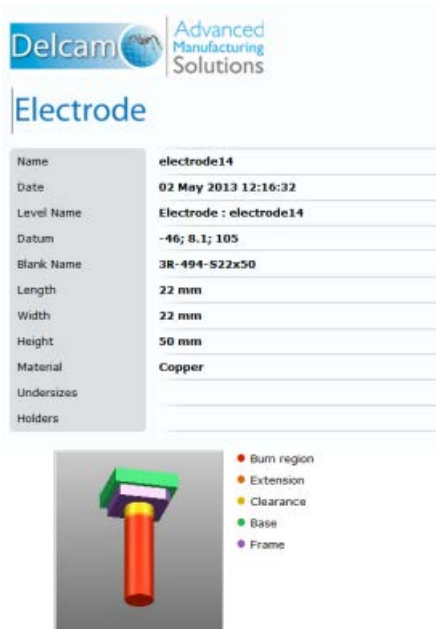 Delcam
Advanced
Manufacturing
Solutions
Electrode
Name electrode14
Date 02 May 2013 12:16:32
Level Name Electrode : electrode14
Datum -46; 8.1; 105
Blank Name 3R-494-S22x50
Length 22 mm
Width 22 mm
Height 50 mm
Material Copper
Undersizes
Holders
Burn region
Extension
Clearance
Base
Frame